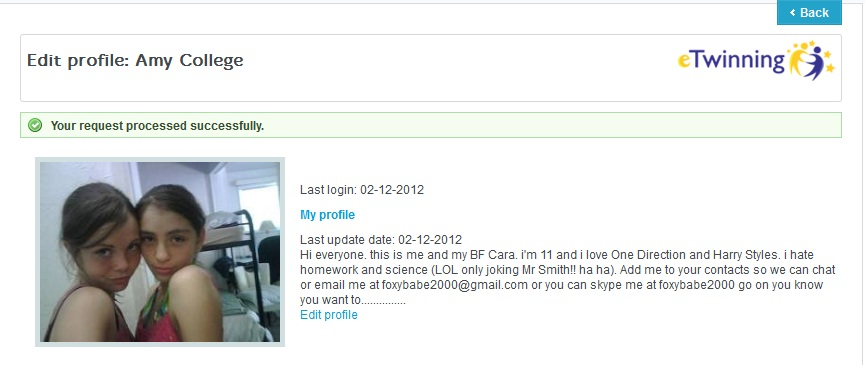 Back
Edit profile: Amy College
eTwinning
Your request processed successfully.
Last login: 02-12-2012
My profile
Last update date: 02-12-2012
Hi everyone. this is me and my BF Cara. i'm 11 and i love One Direction and Harry Styles. i hate
homework and science (LOL only joking Mr Smith!! ha ha). Add me to your contacts so we can chat
or email me at foxybabe2000@gmail.com or you can skype me at foxybabe2000 go on you know
you want to...............
Edit profile